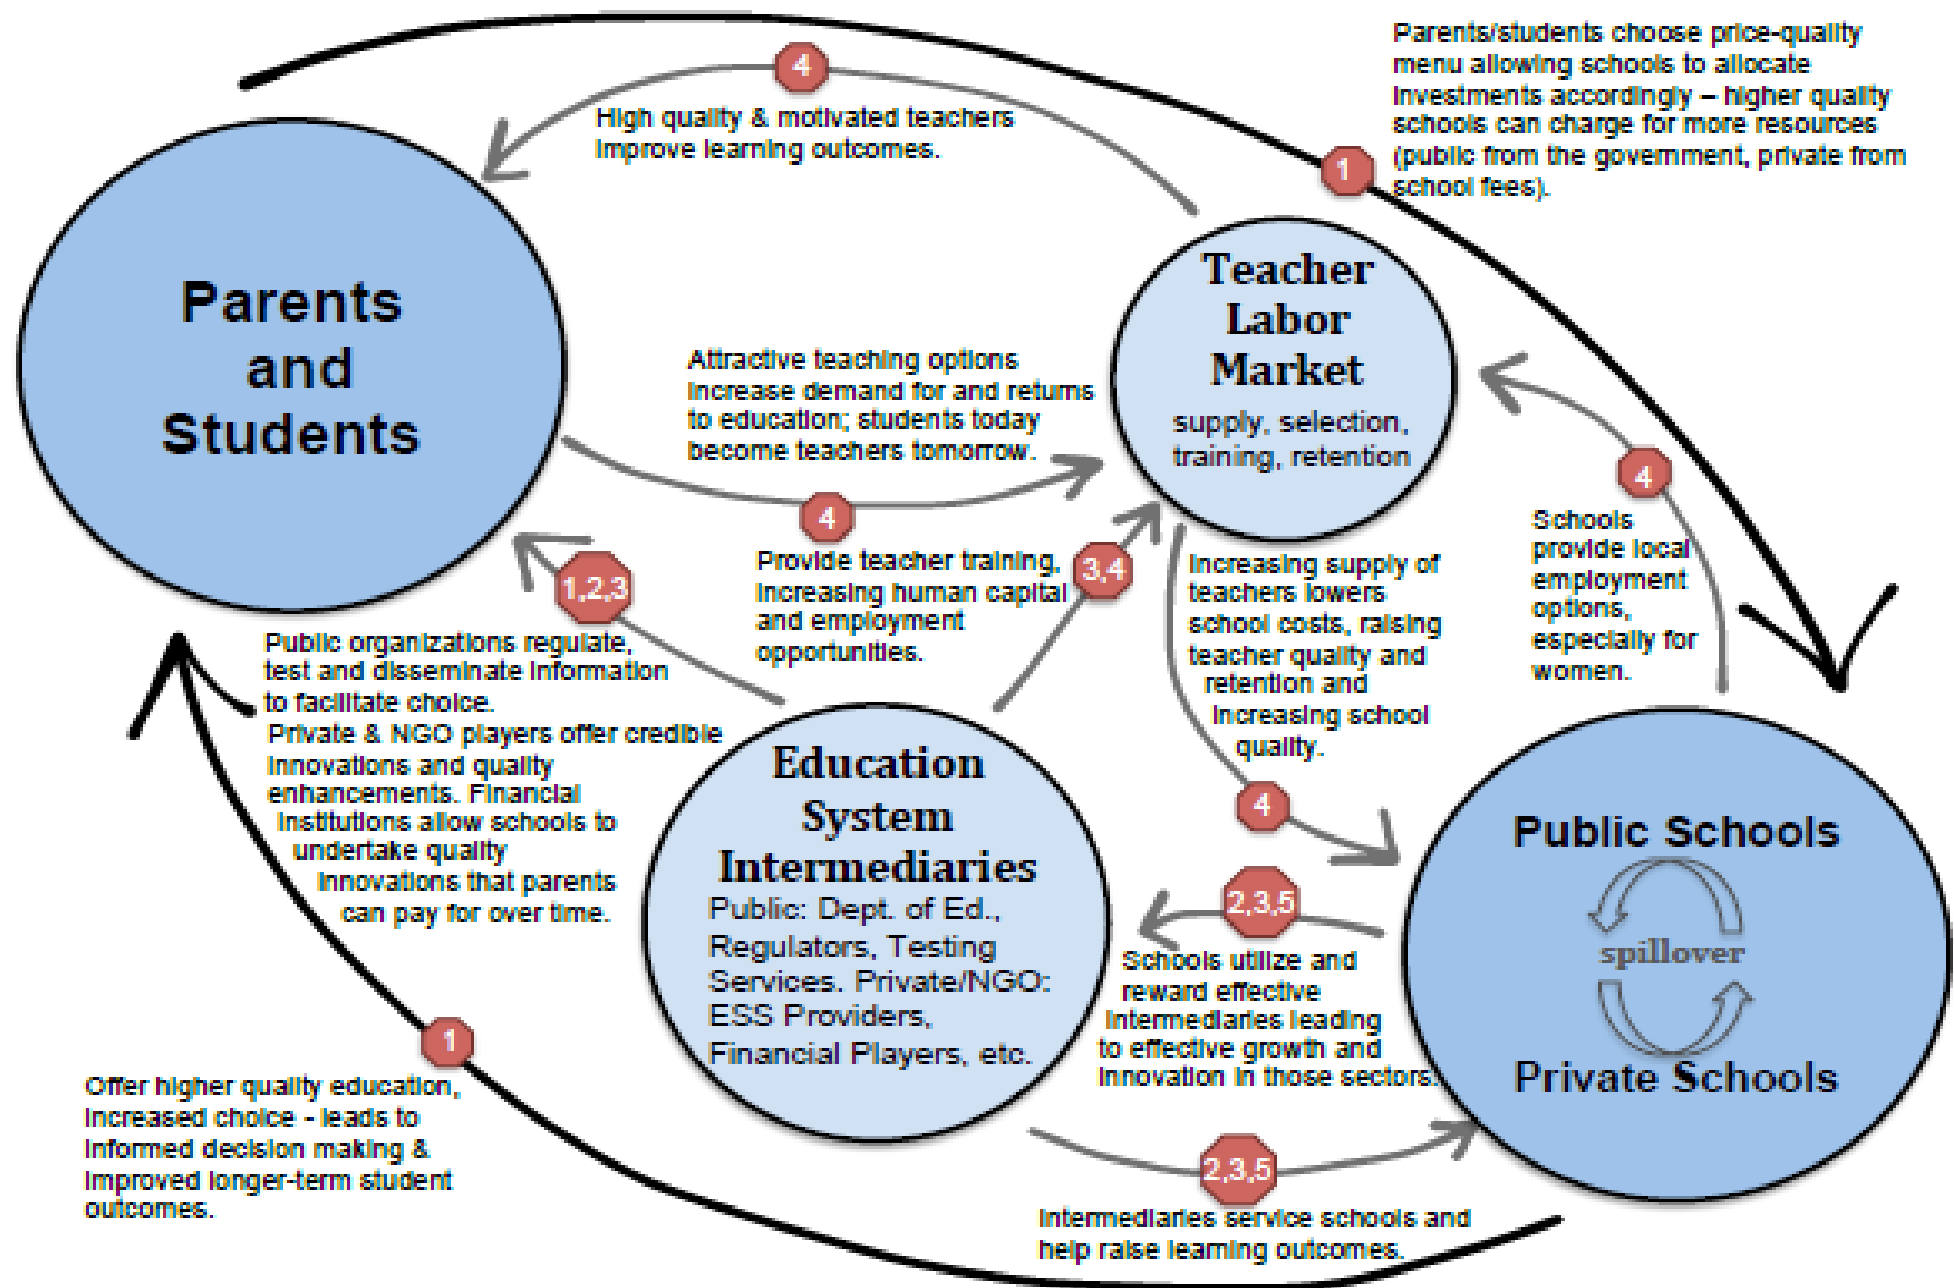 Parents/students choose price-quality
menu allowing schools to allocate
investments accordingly – higher quality
schools can charge for more resources
(public from the government, private from
school fees).
1
4
High quality & motivated teachers
improve learning outcomes.
Parents
and
Students
Teacher
Labor
Market
supply, selection,
training, retention
Attractive teaching options
increase demand for and returns
to education; students today
become teachers tomorrow.
4
4
Schools
provide local
employment
options,
especially for
women.
Provide teacher training,
increasing human capital
and employment
opportunities.
3,4
Increasing supply of
teachers lowers
school costs, raising
teacher quality and
retention and
increasing school
quality.
4
1,2,3
Public organizations regulate,
test and disseminate information
to facilitate choice.
Private & NGO players offer credible
innovations and quality
enhancements. Financial
institutions allow schools to
undertake quality
innovations that parents
can pay for over time.
Education
System
Intermediaries
Public: Dept. of Ed.,
Regulators, Testing
Services. Private/NGO:
ESS Providers,
Financial Players, etc.
2,3,5
Schools utilize and
reward effective
intermediaries leading
to effective growth and
innovation in those sectors.
Public Schools
spillover
Private Schools
1
Offer higher quality education,
increased choice - leads to
informed decision making &
improved longer-term student
outcomes.
2,3,5
Intermediaries service schools and
help raise learning outcomes.